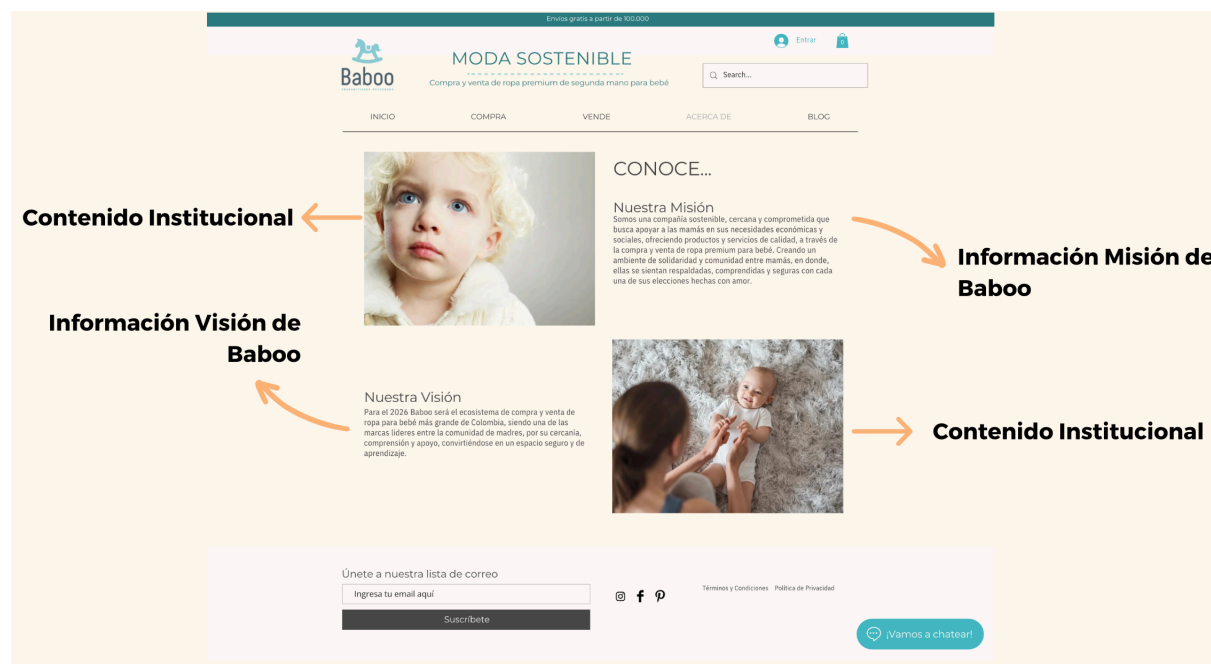 Envíos gratis a partir de 100.000
Entrar
0
Baboo
MODA SOSTENIBLE
Compra y venta de ropa premium de segunda mano para bebé
Search...
INICIO
COMPRA
VENDE
ACERCA DE
BLOG
Contenido Institucional
CONOCE...
Nuestra Misión
Somos una compañía sostenible, cercana y comprometida que
busca apoyar a las mamás en sus necesidades económicas y
sociales, ofreciendo productos y servicios de calidad, a través de
la compra y venta de ropa premium para bebé. Creando un
ambiente de solidaridad y comunidad entre mamás, en donde,
ellas se sientan respaldadas, comprendidas y seguras con cada
una de sus elecciones hechas con amor.
Información Misión de
Baboo
Información Visión de
Baboo
Nuestra Visión
Para el 2026 Baboo será el ecosistema de compra y venta de
ropa para bebé más grande de Colombia, siendo una de las
marcas líderes entre la comunidad de madres, por su cercanía,
comprensión y apoyo, convirtiéndose en un espacio seguro y de
aprendizaje.
Contenido Institucional
Únete a nuestra lista de correo
Ingresa tu email aquí
Suscríbete
Términos y Condiciones
Política de Privacidad
¡Vamos a chatear!